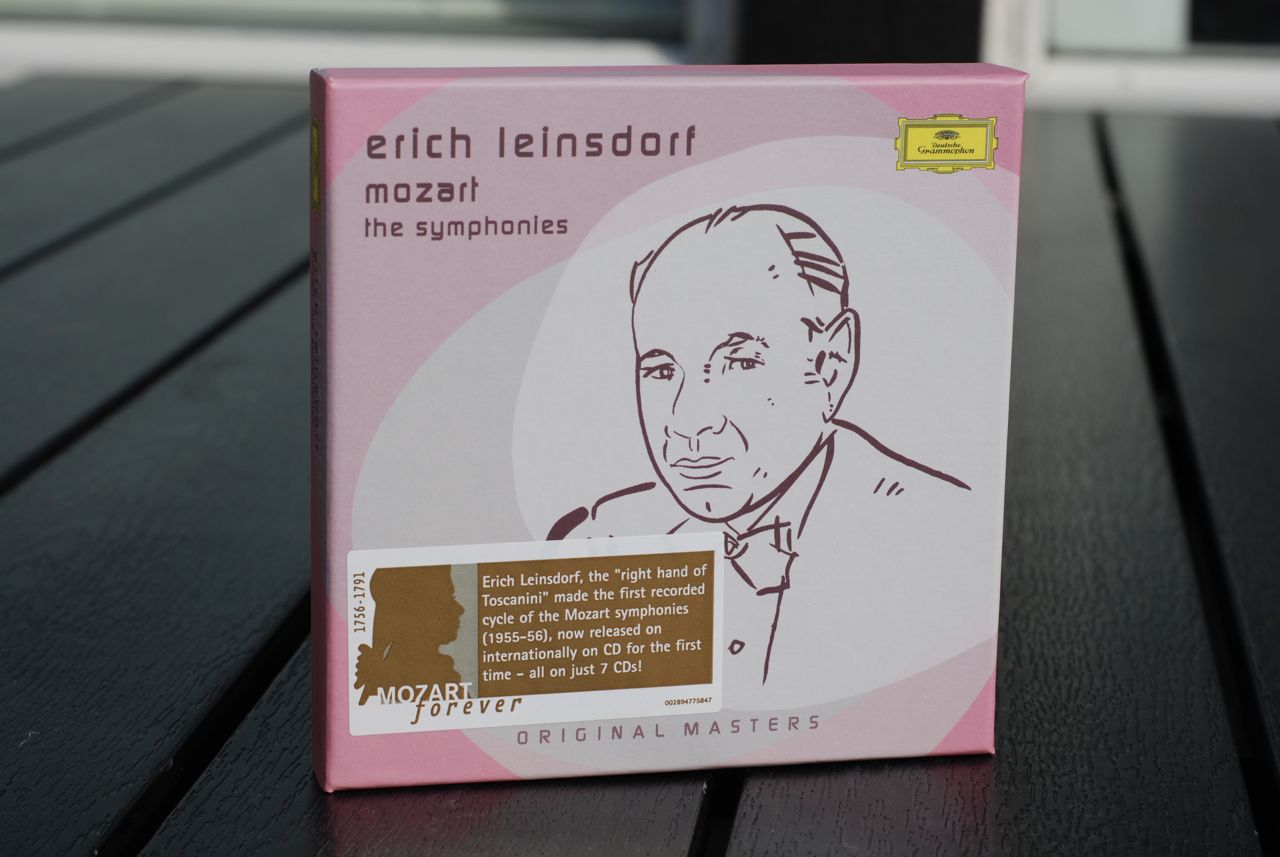 erich leinsdorf
mozart
the symphonies
Deutsche
Grammophon
1756-1791
Erich Leinsdorf, the "right hand of
Toscanini" made the first recorded
cycle of the Mozart symphonies
(1955-56), now released on
internationally on CD for the first
time – all on just 7 CDs!
MOZART
forever
002894775847
ORIGINAL MASTERS